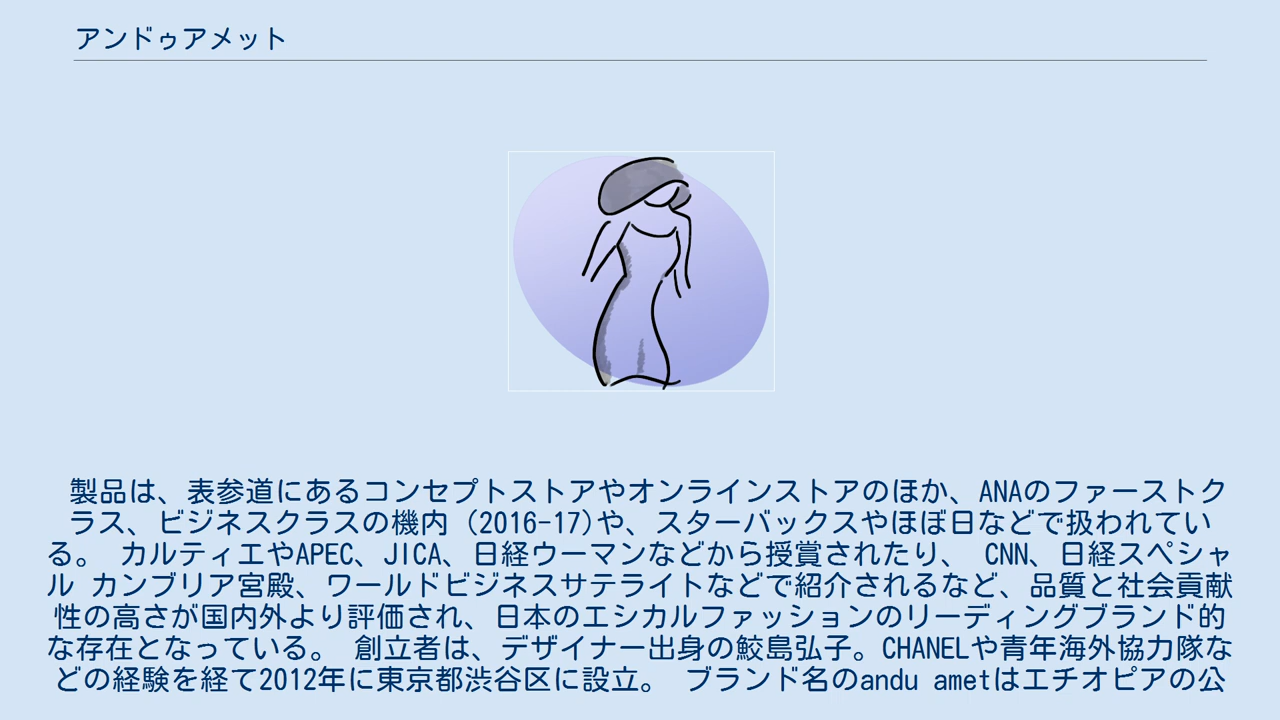 アンドゥアメット
製品は、表参道にあるコンセプトストアやオンラインストアのほか、ANAのファーストク
ラス、ビジネスクラスの機内 (2016-17)や、スターバックスやほぼ日などで扱われてい
る。 カルティエやAPEC、JICA、日経ウーマンなどから授賞されたり、 CNN、日経スペシャ
ル カンブリア宮殿、ワールドビジネスサテライトなどで紹介されるなど、品質と社会貢献
性の高さが国内外より評価され、日本のエシカルファッションのリーディングブランド的
な存在となっている。 創立者は、デザイナー出身の鮫島弘子。CHANELや青年海外協力隊な
どの経験を経て2012年に東京都渋谷区に設立。 ブランド名のandu ametはエチオピアの公